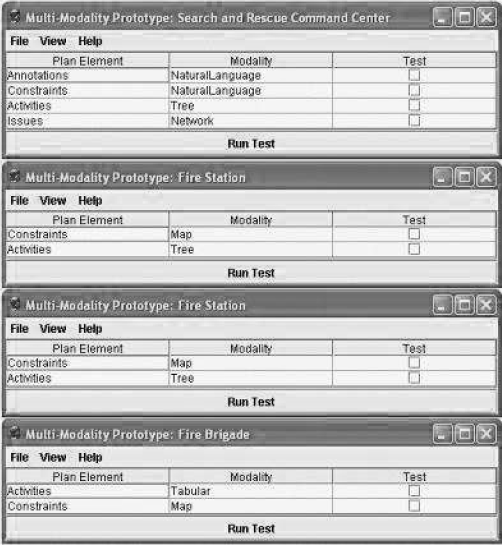 Multi-Modality Prototype: Search and Rescue Command Center
File View Help
Plan Element Modality Test
Annotations NaturalLanguage
Constraints NaturalLanguage
Activities Tree
Issues Network
Run Test
Multi-Modality Prototype: Fire Station
File View Help
Plan Element Modality Test
Constraints Map
Activities Tree
Run Test
Multi-Modality Prototype: Fire Station
File View Help
Plan Element Modality Test
Constraints Map
Activities Tree
Run Test
Multi-Modality Prototype: Fire Brigade
File View Help
Plan Element Modality Test
Activities Tabular
Constraints Map
Run Test